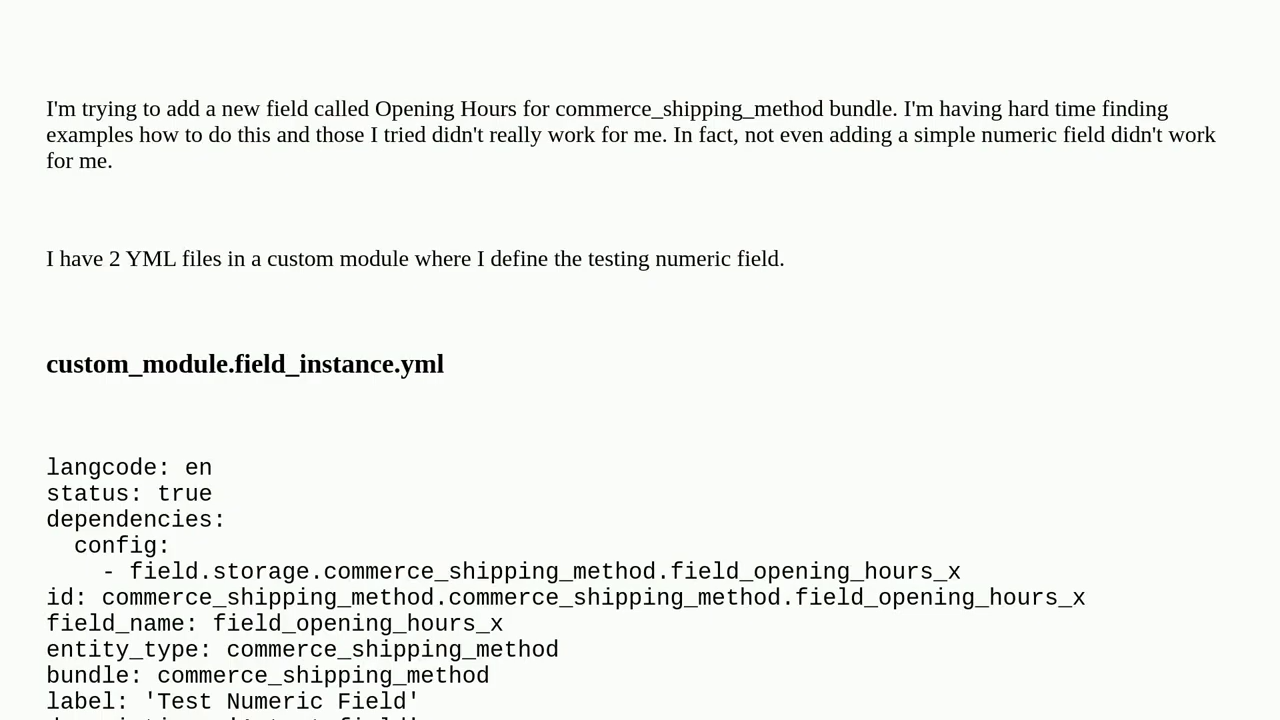 I'm trying to add a new field called Opening Hours for commerce_shipping_method bundle. I'm having hard time finding
examples how to do this and those I tried didn't really work for me. In fact, not even adding a simple numeric field didn't work
for me.
I have 2 YML files in a custom module where I define the testing numeric field.
custom_module.field_instance.yml
langcode: en
status: true
dependencies:
  config:
    - field.storage.commerce_shipping_method.field_opening_hours_x
id: commerce_shipping_method.commerce_shipping_method.field_opening_hours_x
field_name: field_opening_hours_x
entity_type: commerce_shipping_method
bundle: commerce_shipping_method
label: 'Test Numeric Field'